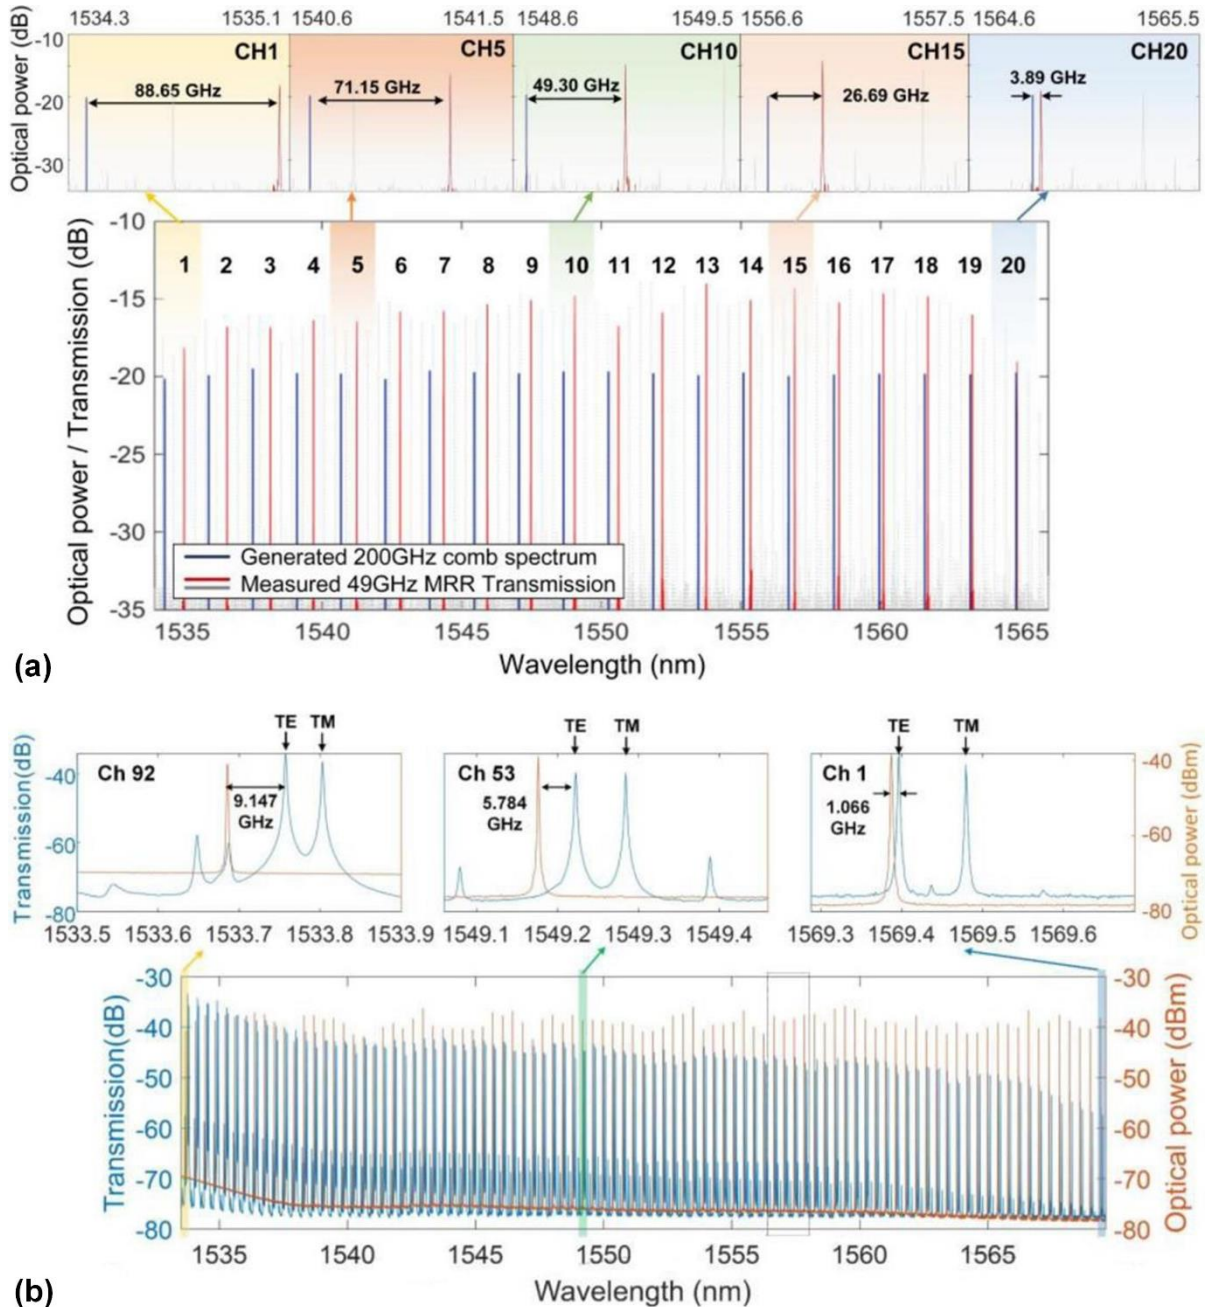 1534.3 1535.1 1540.6 1541.5 1548.6 1549.5 1556.6 1557.5 1564.6 1565.5
Optical power (dB)
-10
-20
-30
CH1 CH5 CH10 CH15 CH20
88.65 GHz 71.15 GHz 49.30 GHz 26.69 GHz 3.89 GHz
Optical power / Transmission (dB)
-10
-15
-20
-25
-30
-35
1 2 3 4 5 6 7 8 9 10 11 12 13 14 15 16 17 18 19 20
Generated 200GHz comb spectrum
Measured 49GHz MRR Transmission
1535 1540 1545 1550 1555 1560 1565
Wavelength (nm)
(a)
Transmission(dB)
-40
-60
-80
Ch 92
TE TM
9.147
GHz
1533.5 1533.6 1533.7 1533.8 1533.9
Ch 53
TE TM
5.784
GHz
1549.1 1549.2 1549.3 1549.4
Ch 1
TE TM
1.066
GHz
1569.3 1569.4 1569.5 1569.6
-40
-60
-80
Optical power (dBm)
Transmission(dB)
-30
-40
-50
-60
-70
-80
1535 1540 1545 1550 1555 1560 1565
-30
-40
-50
-60
-70
-80
Optical power (dBm)
Wavelength (nm)
(b)